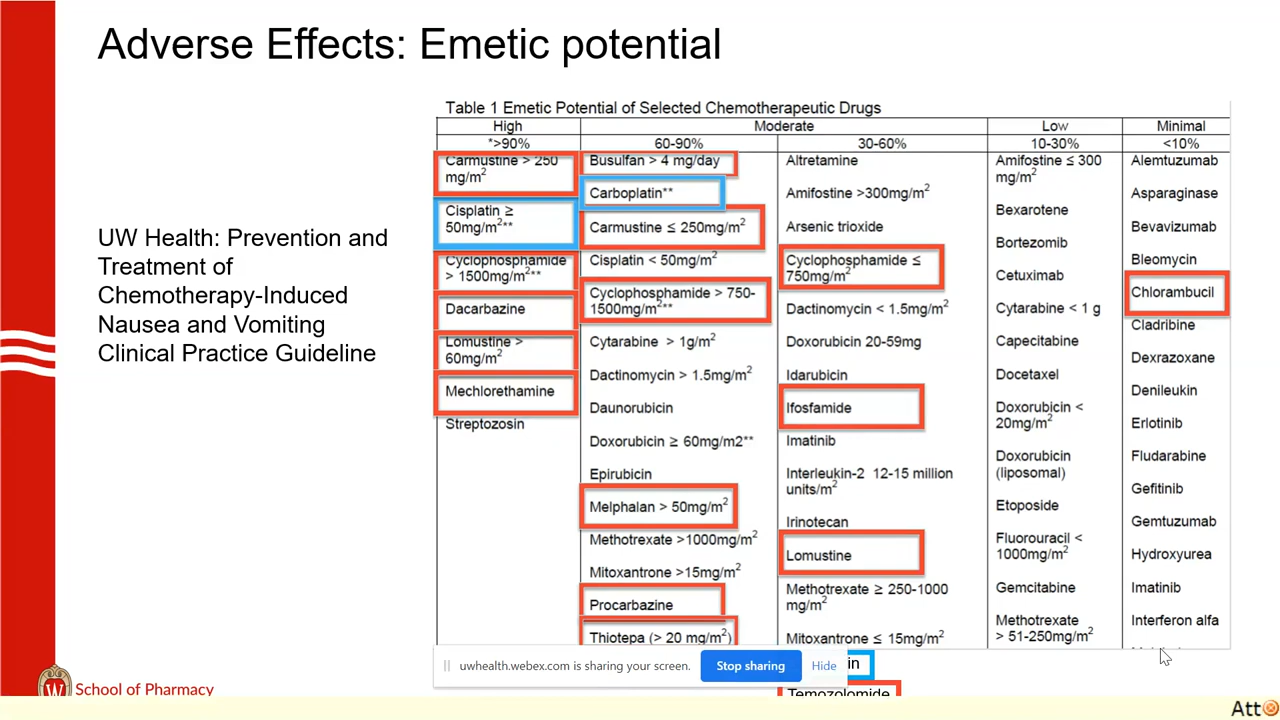 Adverse Effects: Emetic potential
UW Health: Prevention and
Treatment of
Chemotherapy-Induced
Nausea and Vomiting
Clinical Practice Guideline
Table 1 Emetic Potential of Selected Chemotherapeutic Drugs
High
*>90%
Carmustine > 250
mg/m²
Cisplatin ≥
50mg/m²**
Cyclophosphamide
> 1500mg/m²**
Dacarbazine
Lomustine >
60mg/m²
Mechlorethamine
Streptozosin
Moderate
60-90%
Busulfan > 4 mg/day
Carboplatin**
Carmustine ≤ 250mg/m²
Cisplatin < 50mg/m²
Cyclophosphamide > 750-
1500mg/m²**
Cytarabine > 1g/m²
Dactinomycin > 1.5mg/m²
Daunorubicin
Doxorubicin ≥ 60mg/m2**
Epirubicin
Melphalan > 50mg/m²
Methotrexate >1000mg/m²
Mitoxantrone >15mg/m²
Procarbazine
Thiotepa (> 20 mg/m²)
30-60%
Altretamine
Amifostine >300mg/m²
Arsenic trioxide
Cyclophosphamide ≤
750mg/m²
Dactinomycin < 1.5mg/m²
Doxorubicin 20-59mg
Idarubicin
Ifosfamide
Imatinib
Interleukin-2 12-15 million
units/m²
Irinotecan
Lomustine
Methotrexate ≥ 250-1000
mg/m²
Mitoxantrone ≤ 15mg/m²
in
Temozolomide
Low
10-30%
Amifostine ≤ 300
mg/m²
Bexarotene
Bortezomib
Cetuximab
Cytarabine < 1 g
Capecitabine
Docetaxel
Doxorubicin <
20mg/m²
Doxorubicin
(liposomal)
Etoposide
Fluorouracil <
1000mg/m²
Gemcitabine
Methotrexate
> 51-250mg/m²
Minimal
<10%
Alemtuzumab
Asparaginase
Bevavizumab
Bleomycin
Chlorambucil
Cladribine
Dexrazoxane
Denileukin
Erlotinib
Fludarabine
Gefitinib
Gemtuzumab
Hydroxyurea
Imatinib
Interferon alfa
uwhealth.webex.com is sharing your screen.
Stop sharing
Hide
W
School of Pharmacy
Att